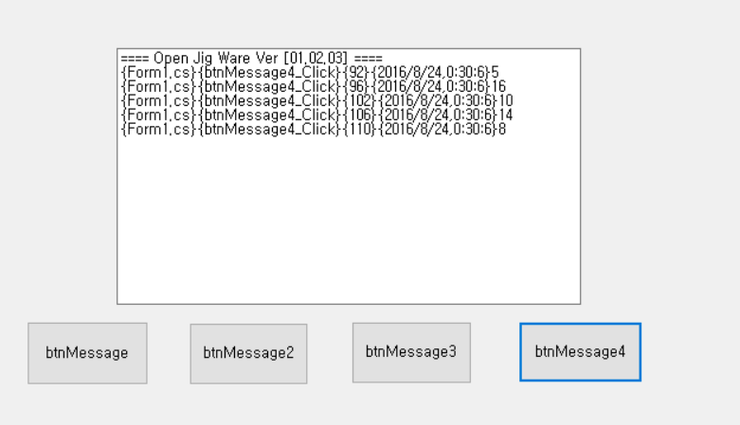 ==== Open Jig Ware Ver [01.02.03] ====
{Form1.cs}{btnMessage4_Click}{92}{2016/8/24,0:30:6}5
{Form1.cs}{btnMessage4_Click}{96}{2016/8/24,0:30:6}16
{Form1.cs}{btnMessage4_Click}{102}{2016/8/24,0:30:6}10
{Form1.cs}{btnMessage4_Click}{106}{2016/8/24,0:30:6}14
{Form1.cs}{btnMessage4_Click}{110}{2016/8/24,0:30:6}8
btnMessage
btnMessage2
btnMessage3
btnMessage4